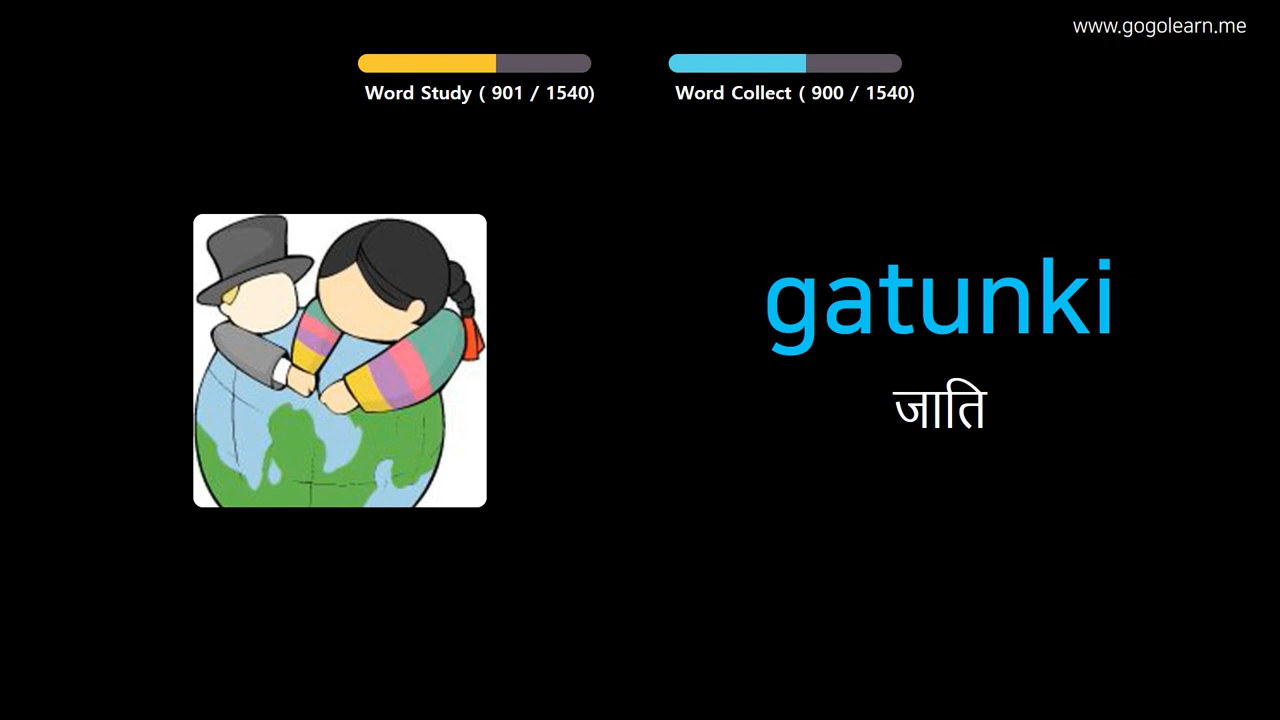 www.gogolearn.me
Word Study ( 901 / 1540)
Word Collect ( 900 / 1540)
gatunki
जाति